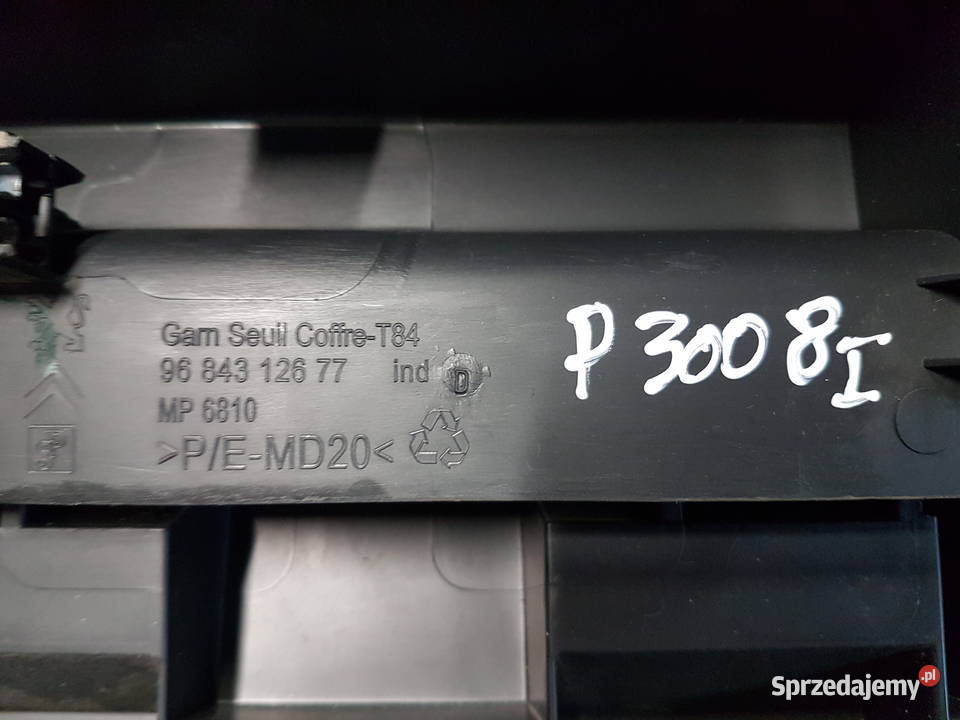 Garn Seuil Coffre-T84
96 843 126 77 ind D
MP 6810
>P/E-MD20<
P 3008 I
Sprzedajemy.pl